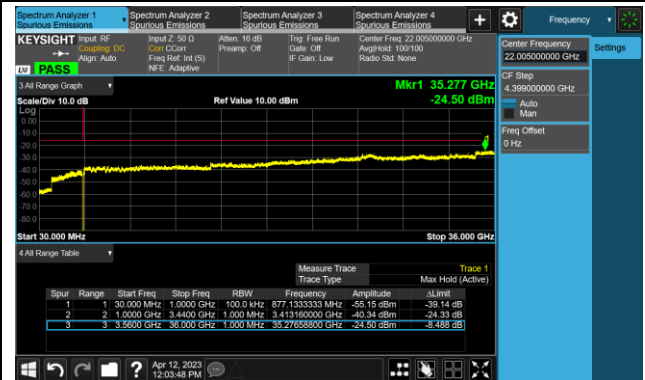 Spectrum Analyzer 1
Spurious Emissions
Spectrum Analyzer 2
Spurious Emissions
Spectrum Analyzer 3
Spurious Emissions
Spectrum Analyzer 4
Spurious Emissions
+
Frequency
KEYSIGHT
Input: RF
Coupling: DC
Align: Auto
Input Z: 50 Ω
Corr CCorr
Freq Ref: Int (S)
NFE: Adaptive
Atten: 16 dB
Preamp: Off
Trig: Free Run
Gate: Off
IF Gain: Low
Center Freq: 22.005000000 GHz
Avg|Hold: 100/100
Radio Std: None
LXI
PASS
Center Frequency
22.005000000 GHz
Settings
CF Step
4.399000000 GHz
Auto
Man
Freq Offset
0 Hz
3 All Range Graph
Mkr1 35.277 GHz
Scale/Div 10.0 dB
Ref Value 10.00 dBm
-24.50 dBm
Log
0.00
-10.0
-20.0
-30.0
-40.0
-50.0
-60.0
-70.0
-80.0
Start 30.000 MHz
Stop 36.000 GHz
4 All Range Table
Measure Trace
Trace 1
Trace Type
Max Hold (Active)
Spur Range Start Freq Stop Freq RBW Frequency Amplitude ΔLimit
1 1 30.000 MHz 1.0000 GHz 100.0 kHz 877.1333333 MHz -55.15 dBm -39.14 dB
2 2 1.0000 GHz 3.4400 GHz 1.000 MHz 3.413160000 GHz -40.34 dBm -24.33 dB
3 3 3.5600 GHz 36.000 GHz 1.000 MHz 35.27658800 GHz -24.50 dBm -8.488 dB
?
Apr 12, 2023
12:03:48 PM